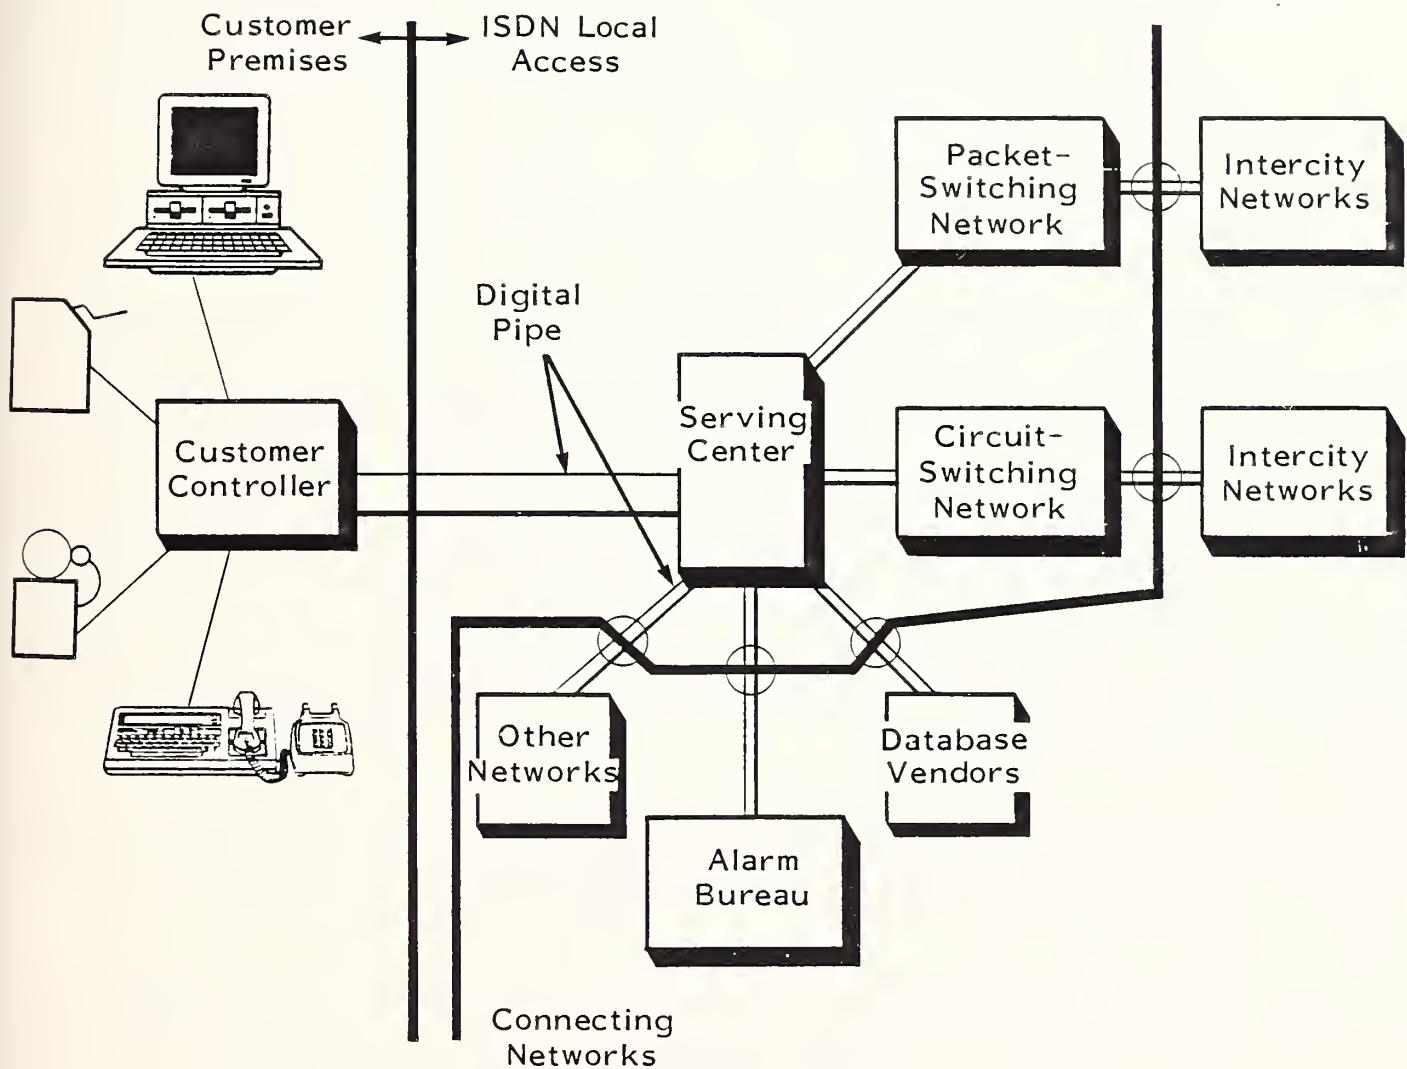 Customer
Premises
ISDN Local
Access
Packet-
Switching
Network
Intercity
Networks
Digital
Pipe
Serving
Center
Customer
Controller
Circuit-
Switching
Network
Intercity
Networks
Other
Networks
Database
Vendors
Alarm
Bureau
Connecting
Networks